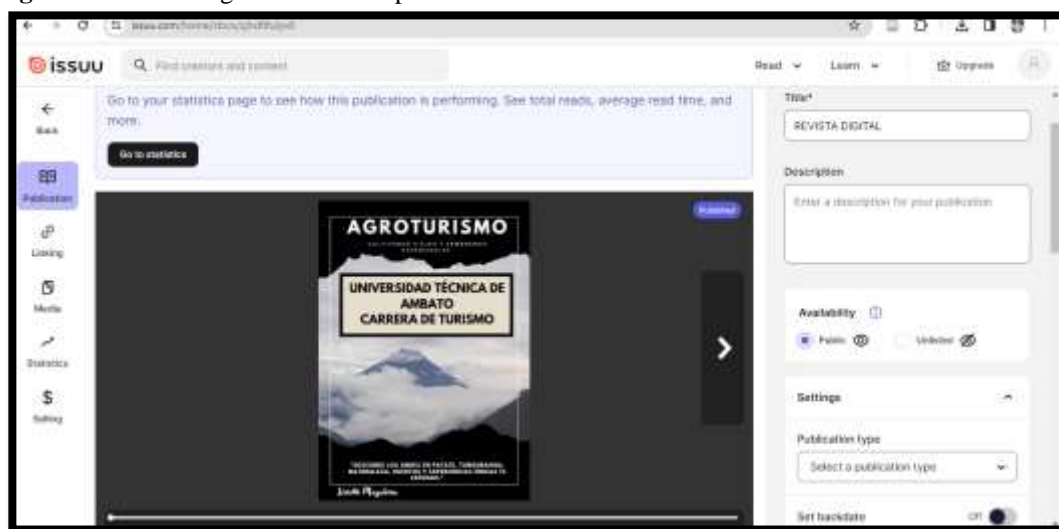 issuu
Find creators and content
Read
Learn
Upgrade
Back
Publication
Linking
Media
Statistics
$
Selling
Go to your statistics page to see how this publication is performing. See total reads, average read time, and
more.
Go to statistics
Published
AGROTURISMO
UNIVERSIDAD TÉCNICA DE
AMBATO
CARRERA DE TURISMO
Title*
REVISTA DIGITAL
Description
Enter a description for your publication
Availability
Public
Unlisted
Settings
Publication type
Select a publication type
Set backdate
Off